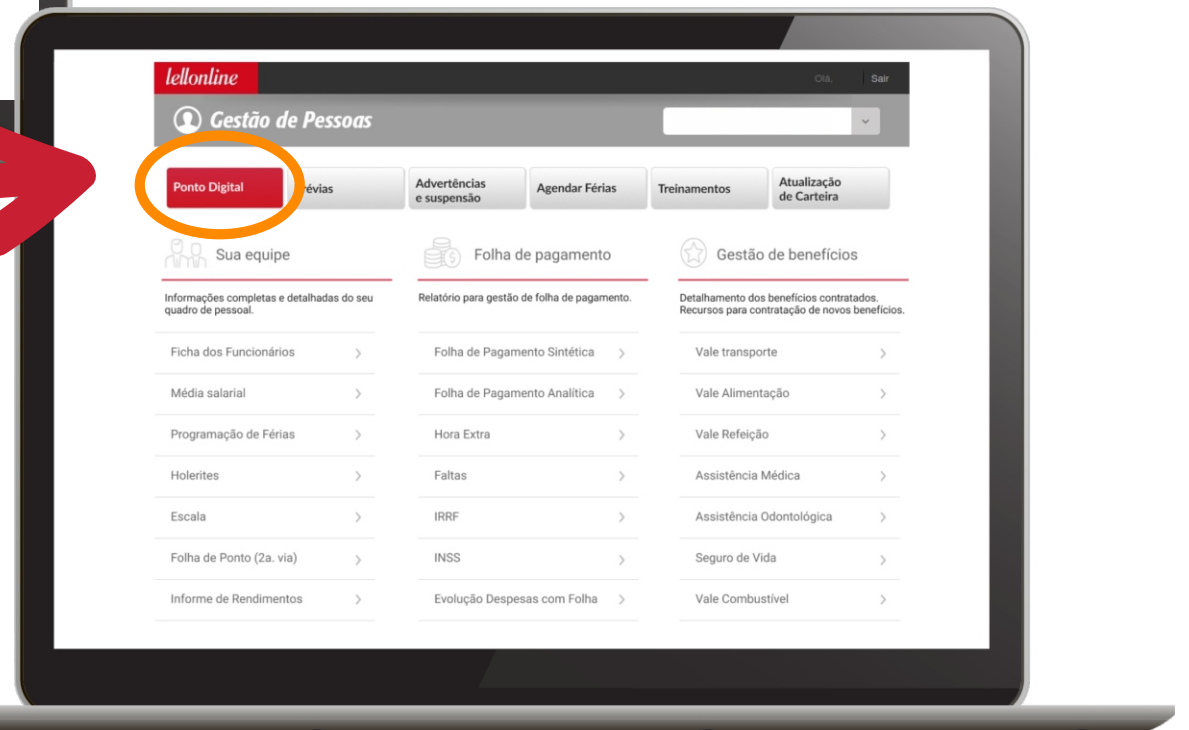 lellonline
Olá,
Sair
Gestão de Pessoas
Ponto Digital
révias
Advertências
e suspensão
Agendar Férias
Treinamentos
Atualização
de Carteira
Sua equipe
Informações completas e detalhadas do seu
quadro de pessoal.
Ficha dos Funcionários
Média salarial
Programação de Férias
Holerites
Escala
Folha de Ponto (2a. via)
Informe de Rendimentos
Folha de pagamento
Relatório para gestão de folha de pagamento.
Folha de Pagamento Sintética
Folha de Pagamento Analítica
Hora Extra
Faltas
IRRF
INSS
Evolução Despesas com Folha
Gestão de benefícios
Detalhamento dos benefícios contratados.
Recursos para contratação de novos benefícios.
Vale transporte
Vale Alimentação
Vale Refeição
Assistência Médica
Assistência Odontológica
Seguro de Vida
Vale Combustível